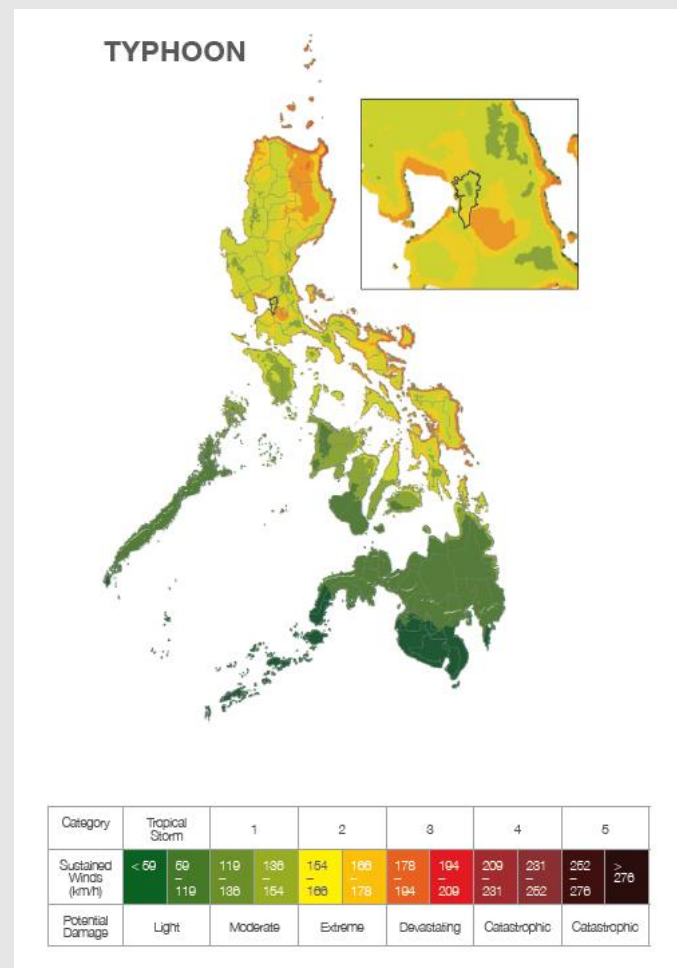 TYPHOON
Category Tropical Storm 1 2 3 4 5
Sustained Winds (km/h) < 59 59 – 119 119 – 136 136 – 154 154 – 166 166 – 178 178 – 194 194 – 209 209 – 231 231 – 252 252 – 276 > 276
Potential Damage Light Moderate Extreme Devastating Catastrophic Catastrophic